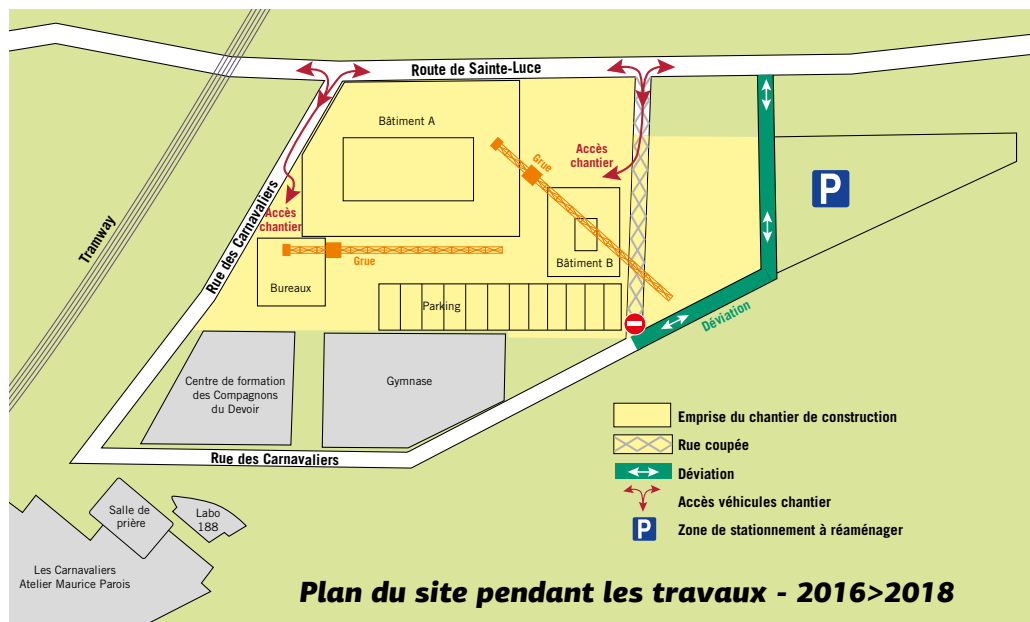 Route de Sainte-Luce
Bâtiment A
Accès
chantier
Grue
P
Tramway
Rue des Carnavaliers
Accès
chantier
Grue
Bâtiment B
Bureaux
Parking
Déviation
Centre de formation
des Compagnons
du Devoir
Gymnase
Rue des Carnavaliers
Emprise du chantier de construction
Rue coupée
Déviation
Accès véhicules chantier
P
Zone de stationnement à réaménager
Salle de
prière
Labo
188
Les Carnavaliers
Atelier Maurice Parois
Plan du site pendant les travaux - 2016>2018